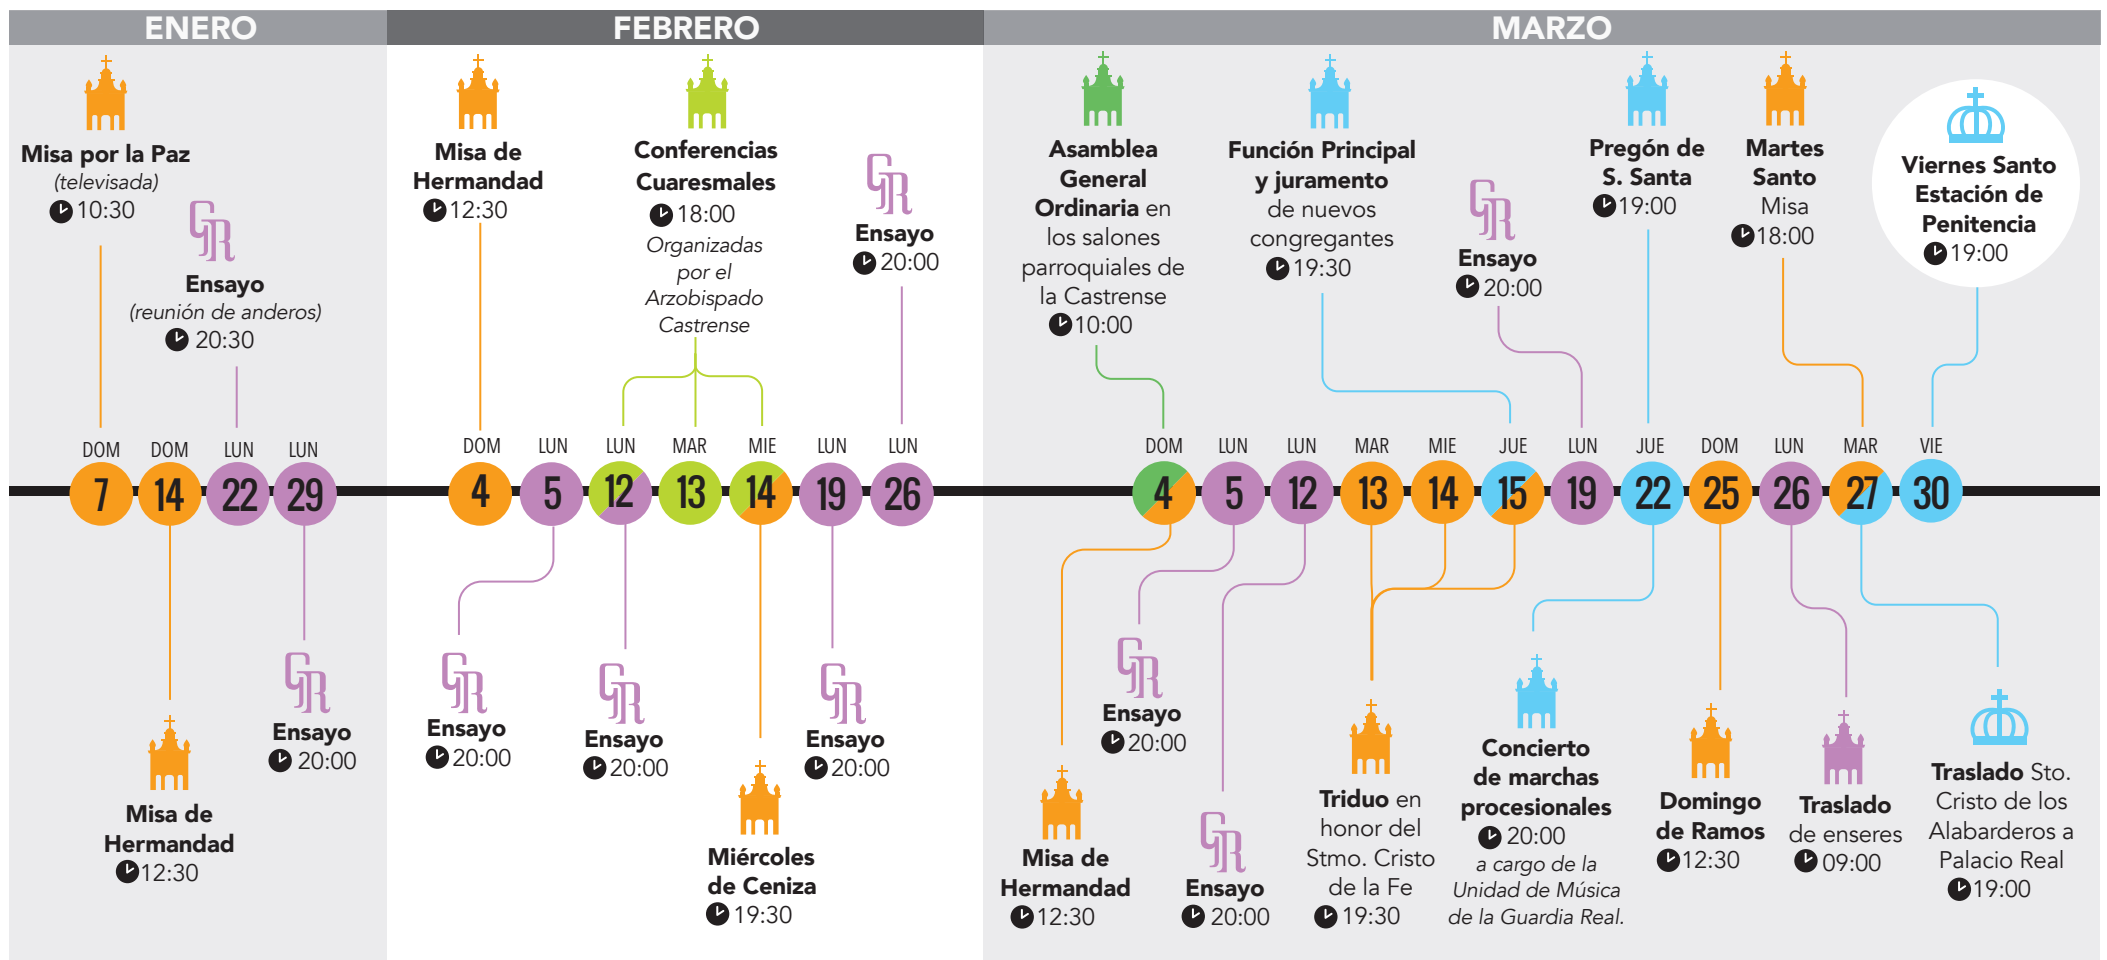 ENERO
FEBRERO
MARZO
Misa por la Paz
(televisada)
10:30
GR
Ensayo
(reunión de anderos)
20:30
Misa de
Hermandad
12:30
Conferencias
Cuaresmales
18:00
Organizadas
por el
Arzobispado
Castrense
GR
Ensayo
20:00
Asamblea
General
Ordinaria en
los salones
parroquiales de
la Castrense
10:00
Función Principal
y juramento
de nuevos
congregantes
19:30
GR
Ensayo
20:00
Pregón de
S. Santa
19:00
Martes
Santo
Misa
18:00
Viernes Santo
Estación de
Penitencia
19:00
DOM
7
DOM
14
LUN
22
LUN
29
DOM
4
LUN
5
LUN
12
MAR
13
MIE
14
LUN
19
LUN
26
DOM
4
LUN
5
LUN
12
MAR
13
MIE
14
JUE
15
LUN
19
JUE
22
DOM
25
LUN
26
MAR
27
VIE
30
Misa de
Hermandad
12:30
GR
Ensayo
20:00
GR
Ensayo
20:00
GR
Ensayo
20:00
Miércoles
de Ceniza
19:30
GR
Ensayo
20:00
Misa de
Hermandad
12:30
GR
Ensayo
20:00
GR
Ensayo
20:00
Triduo en
honor del
Stmo. Cristo
de la Fe
19:30
Concierto
de marchas
procesionales
20:00
a cargo de la
Unidad de Música
de la Guardia Real.
Domingo
de Ramos
12:30
Traslado
de enseres
09:00
Traslado Sto.
Cristo de los
Alabarderos a
Palacio Real
19:00